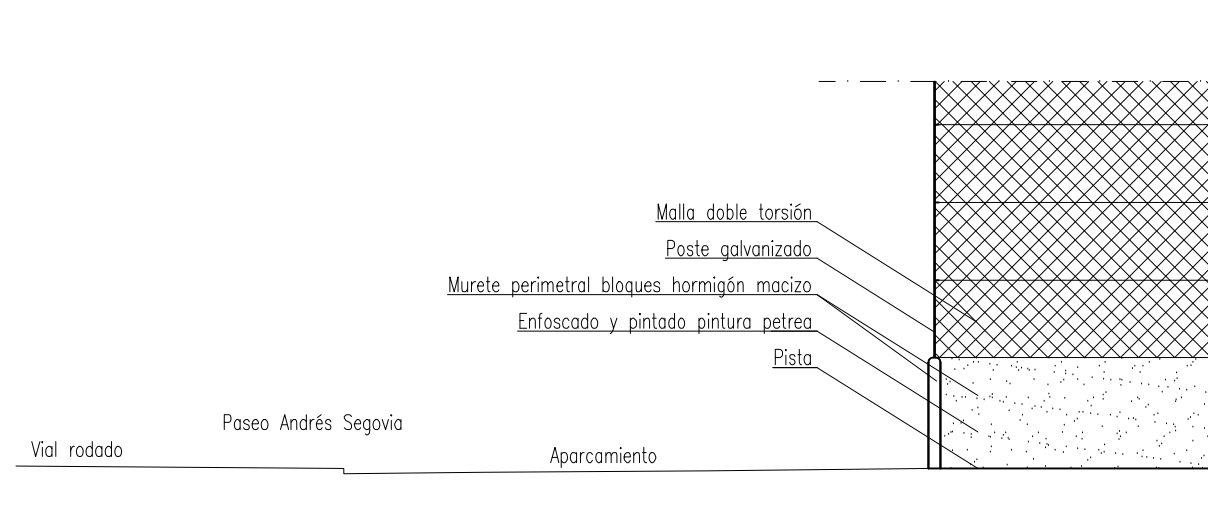 Malla doble torsión
Poste galvanizado
Murete perimetral bloques hormigón macizo
Enfoscado y pintado pintura petrea
Pista
Paseo Andrés Segovia
Vial rodado
Aparcamiento